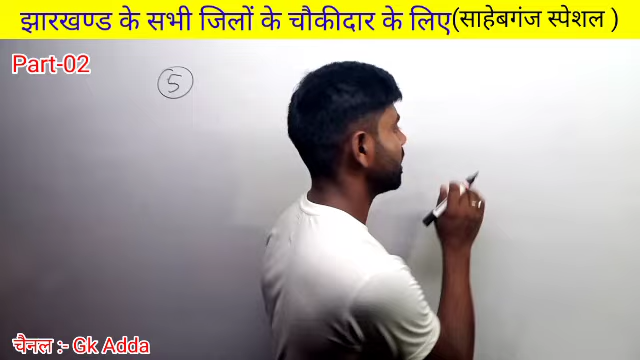 झारखण्ड के सभी जिलों के चौकीदार के लिए(साहेबगंज स्पेशल )
Part-02
5
चैनल :- Gk Adda